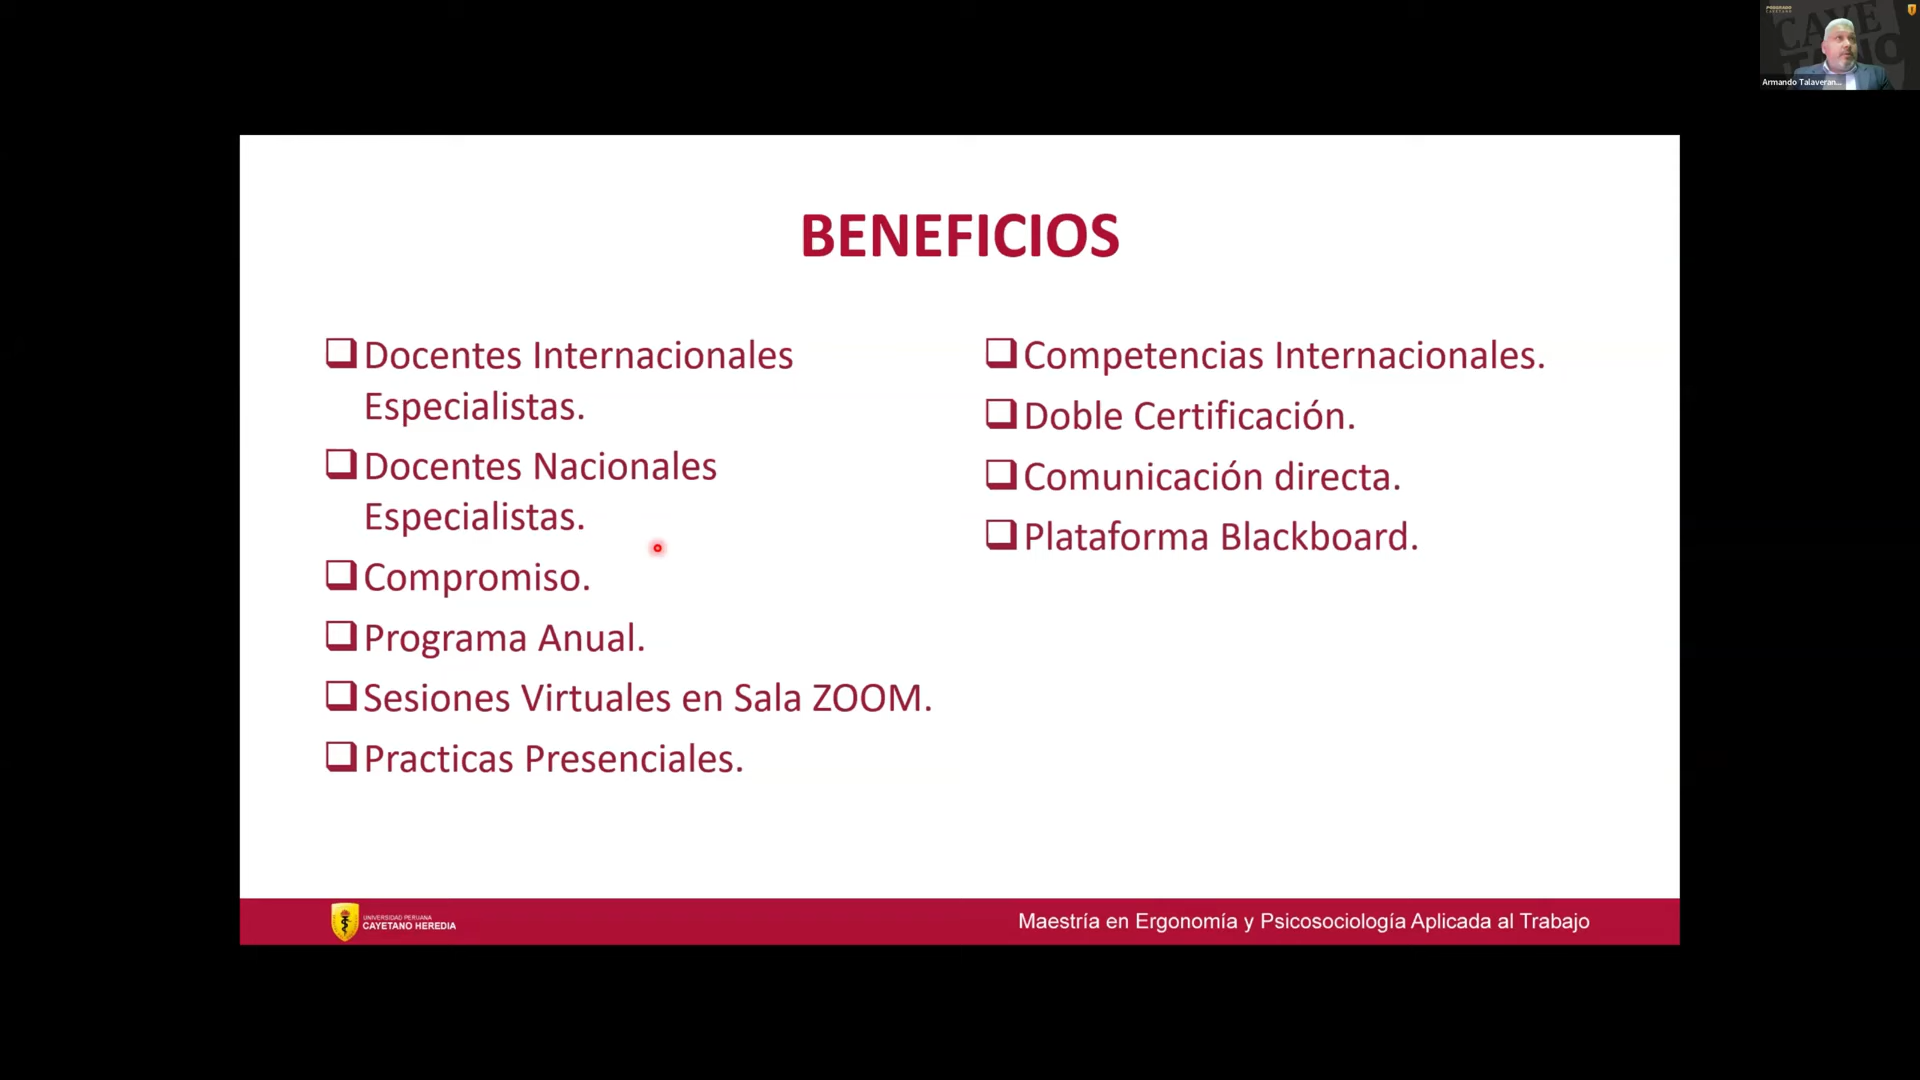 BENEFICIOS
Docentes Internacionales
Especialistas.
Docentes Nacionales
Especialistas.
Compromiso.
Programa Anual.
Sesiones Virtuales en Sala ZOOM.
Practicas Presenciales.
Competencias Internacionales.
Doble Certificación.
Comunicación directa.
Plataforma Blackboard.
UNIVERSIDAD PERUANA
CAYETANO HEREDIA
Maestría en Ergonomía y Psicosociología Aplicada al Trabajo
CAYE
TANO
Armando Talaveran...